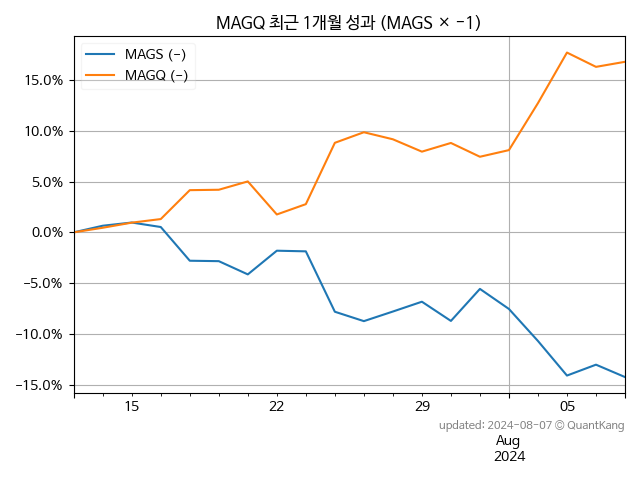 MAGQ 최근 1개월 성과 (MAGS × -1)
MAGS (-)
MAGQ (-)
15.0%
10.0%
5.0%
0.0%
-5.0%
-10.0%
-15.0%
15
22
29
05
updated: 2024-08-07 © QuantKang
Aug
2024